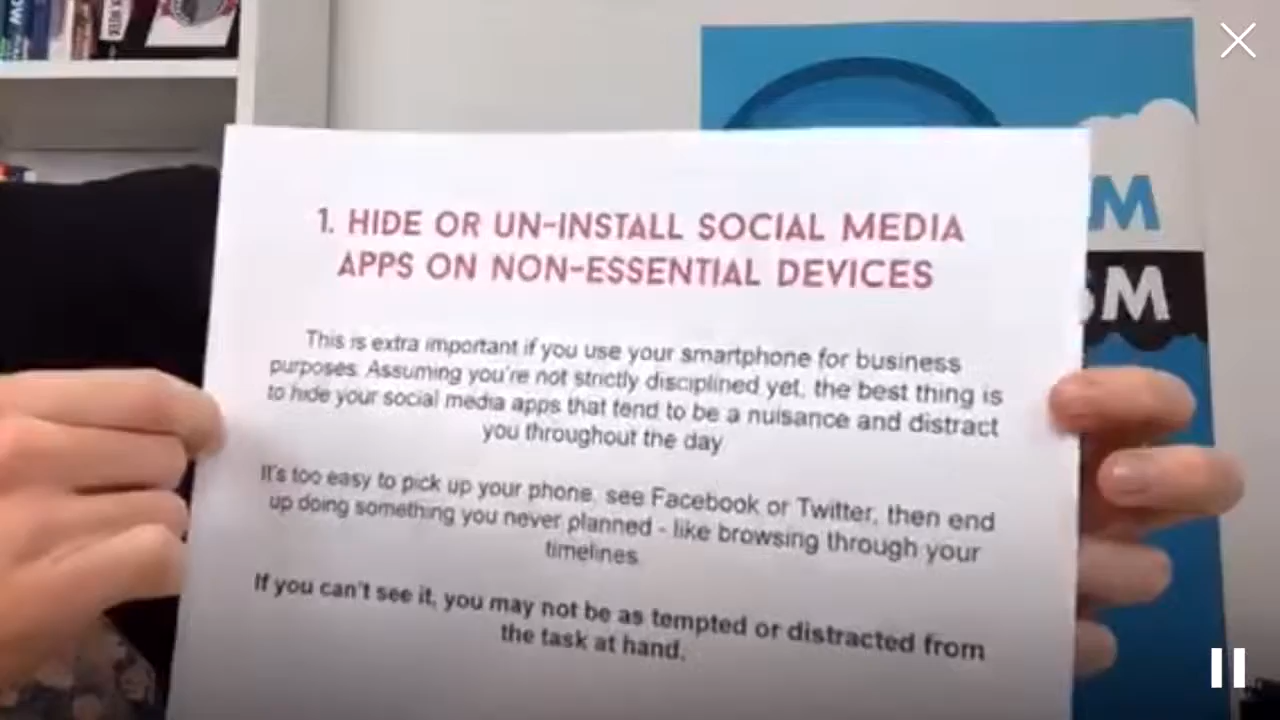 1. HIDE OR UN-INSTALL SOCIAL MEDIA
APPS ON NON-ESSENTIAL DEVICES
This is extra important if you use your smartphone for business
purposes. Assuming you're not strictly disciplined yet, the best thing is
to hide your social media apps that tend to be a nuisance and distract
you throughout the day
It's too easy to pick up your phone, see Facebook or Twitter, then end
up doing something you never planned - like browsing through your
timelines.
If you can't see it, you may not be as tempted or distracted from
the task at hand.
M
SM